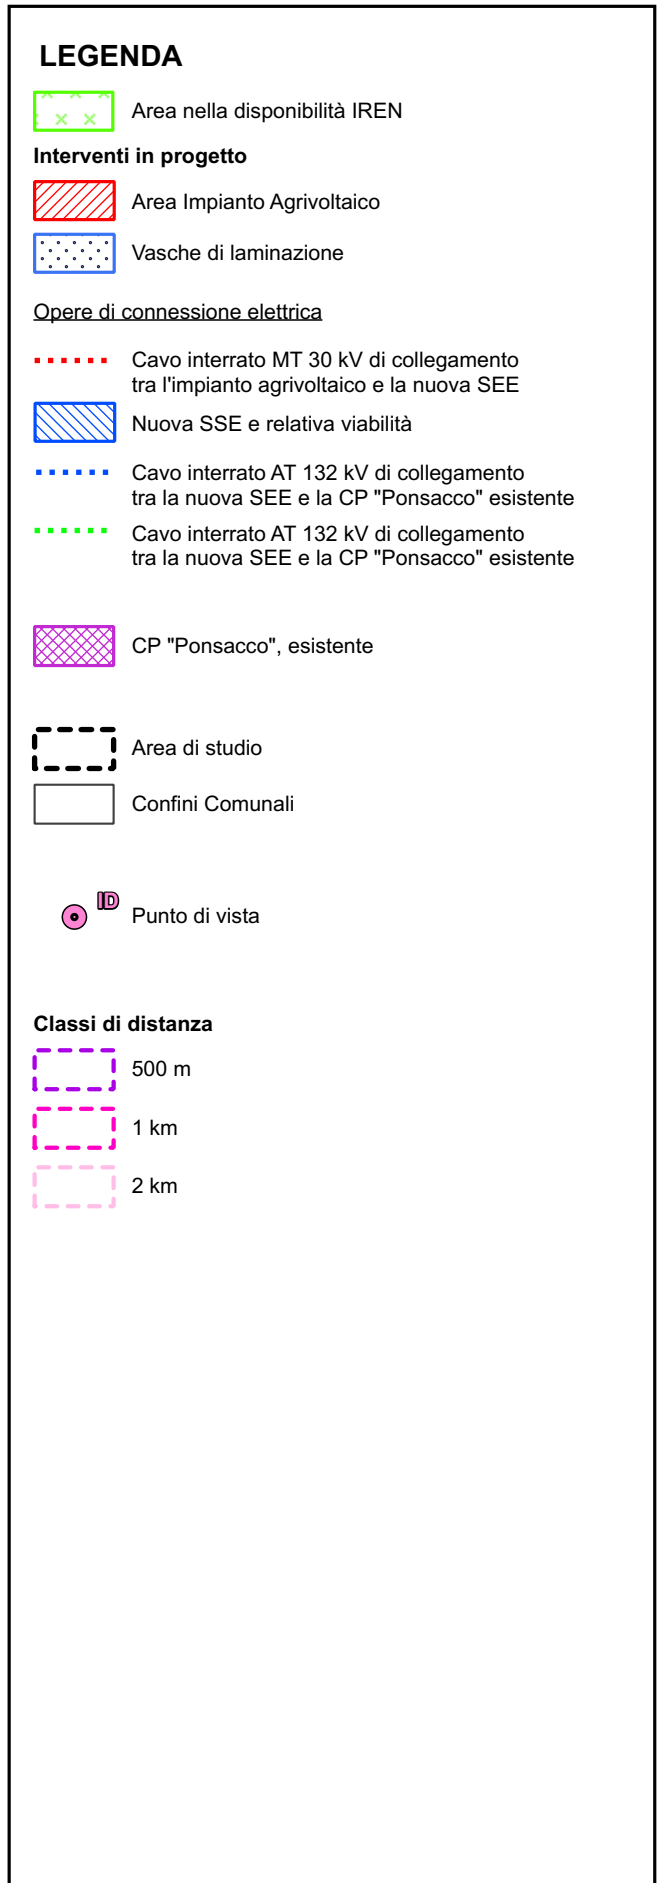 LEGENDA
Area nella disponibilità IREN
Interventi in progetto
Area Impianto Agrivoltaico
Vasche di laminazione
Opere di connessione elettrica
Cavo interrato MT 30 kV di collegamento
tra l'impianto agrivoltaico e la nuova SEE
Nuova SSE e relativa viabilità
Cavo interrato AT 132 kV di collegamento
tra la nuova SEE e la CP "Ponsacco" esistente
Cavo interrato AT 132 kV di collegamento
tra la nuova SEE e la CP "Ponsacco" esistente
CP "Ponsacco", esistente
Area di studio
Confini Comunali
ID
Punto di vista
Classi di distanza
500 m
1 km
2 km